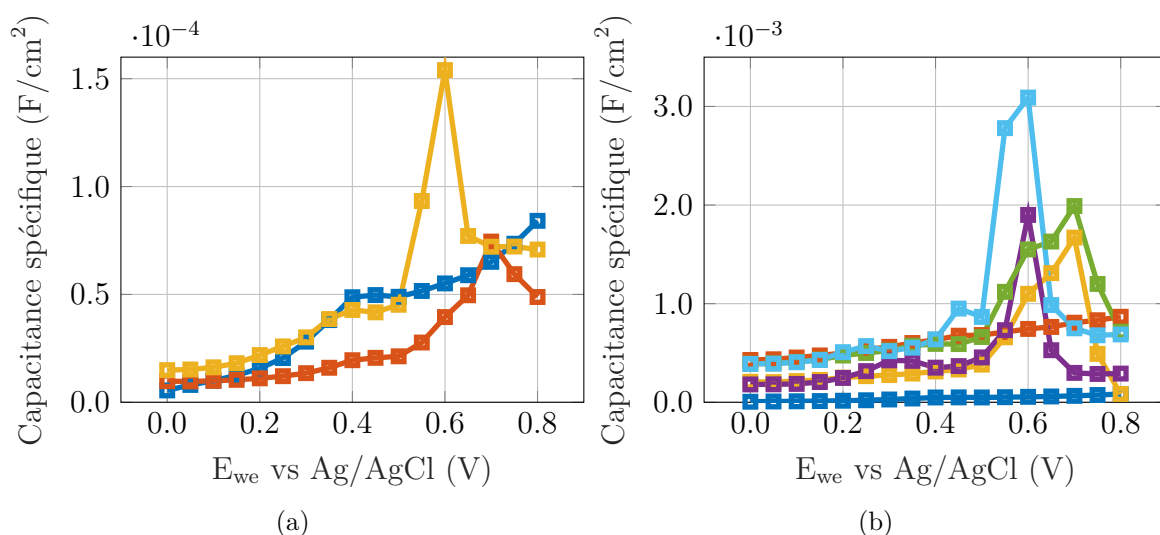 ·10⁻⁴
Capacitance spécifique (F/cm²)
1.5
1.0
0.5
0.0
0.0 0.2 0.4 0.6 0.8
E_we vs Ag/AgCl (V)
(a)
·10⁻³
Capacitance spécifique (F/cm²)
3.0
2.0
1.0
0.0
0.0 0.2 0.4 0.6 0.8
E_we vs Ag/AgCl (V)
(b)